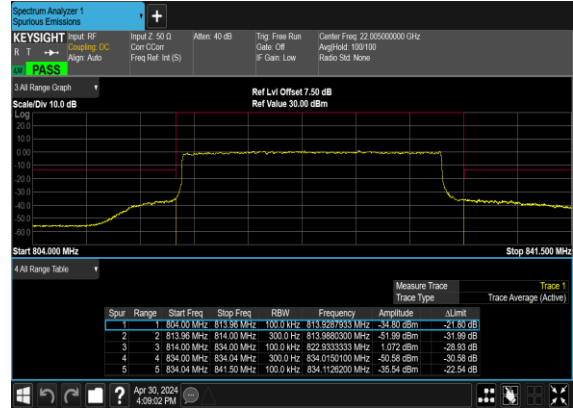 Spectrum Analyzer 1
Spurious Emissions
KEYSIGHT
R T
LM PASS
Input: RF
Coupling: DC
Align: Auto
Input Z: 50 Ω
Corr CCorr
Freq Ref: Int (S)
Atten: 40 dB
Trig: Free Run
Gate: Off
IF Gain: Low
Center Freq: 22.005000000 GHz
Avg|Hold: 100/100
Radio Std: None
3 All Range Graph
Scale/Div 10.0 dB
Ref Lvl Offset 7.50 dB
Ref Value 30.00 dBm
Log
20.0
10.0
0.00
-10.0
-20.0
-30.0
-40.0
-50.0
-60.0
Start 804.000 MHz
Stop 841.500 MHz
4 All Range Table
Measure Trace Trace 1
Trace Type Trace Average (Active)
Spur Range Start Freq Stop Freq RBW Frequency Amplitude ΔLimit
1 1 804.00 MHz 813.96 MHz 100.0 kHz 813.9287933 MHz -34.80 dBm -21.80 dB
2 2 813.96 MHz 814.00 MHz 300.0 Hz 813.9880300 MHz -51.99 dBm -31.99 dB
3 3 814.00 MHz 834.00 MHz 100.0 kHz 822.9333333 MHz 1.072 dBm -28.93 dB
4 4 834.00 MHz 834.04 MHz 300.0 Hz 834.0150100 MHz -50.58 dBm -30.58 dB
5 5 834.04 MHz 841.50 MHz 100.0 kHz 834.1126200 MHz -35.54 dBm -22.54 dB
Apr 30, 2024
4:09:02 PM